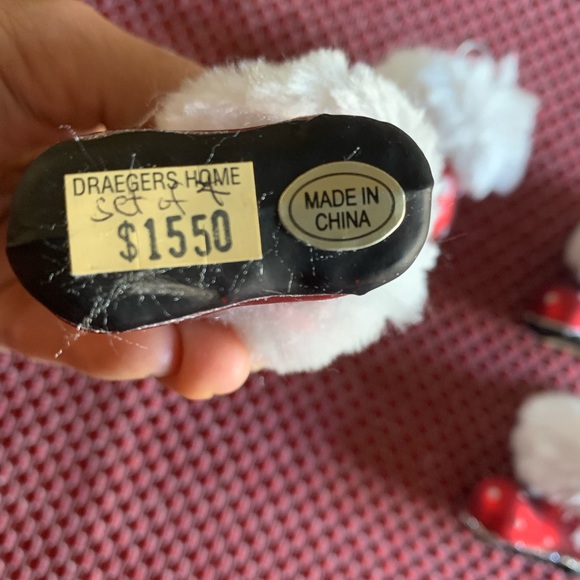 DRAEGERS HOME
set of 4
$1550
MADE IN
CHINA